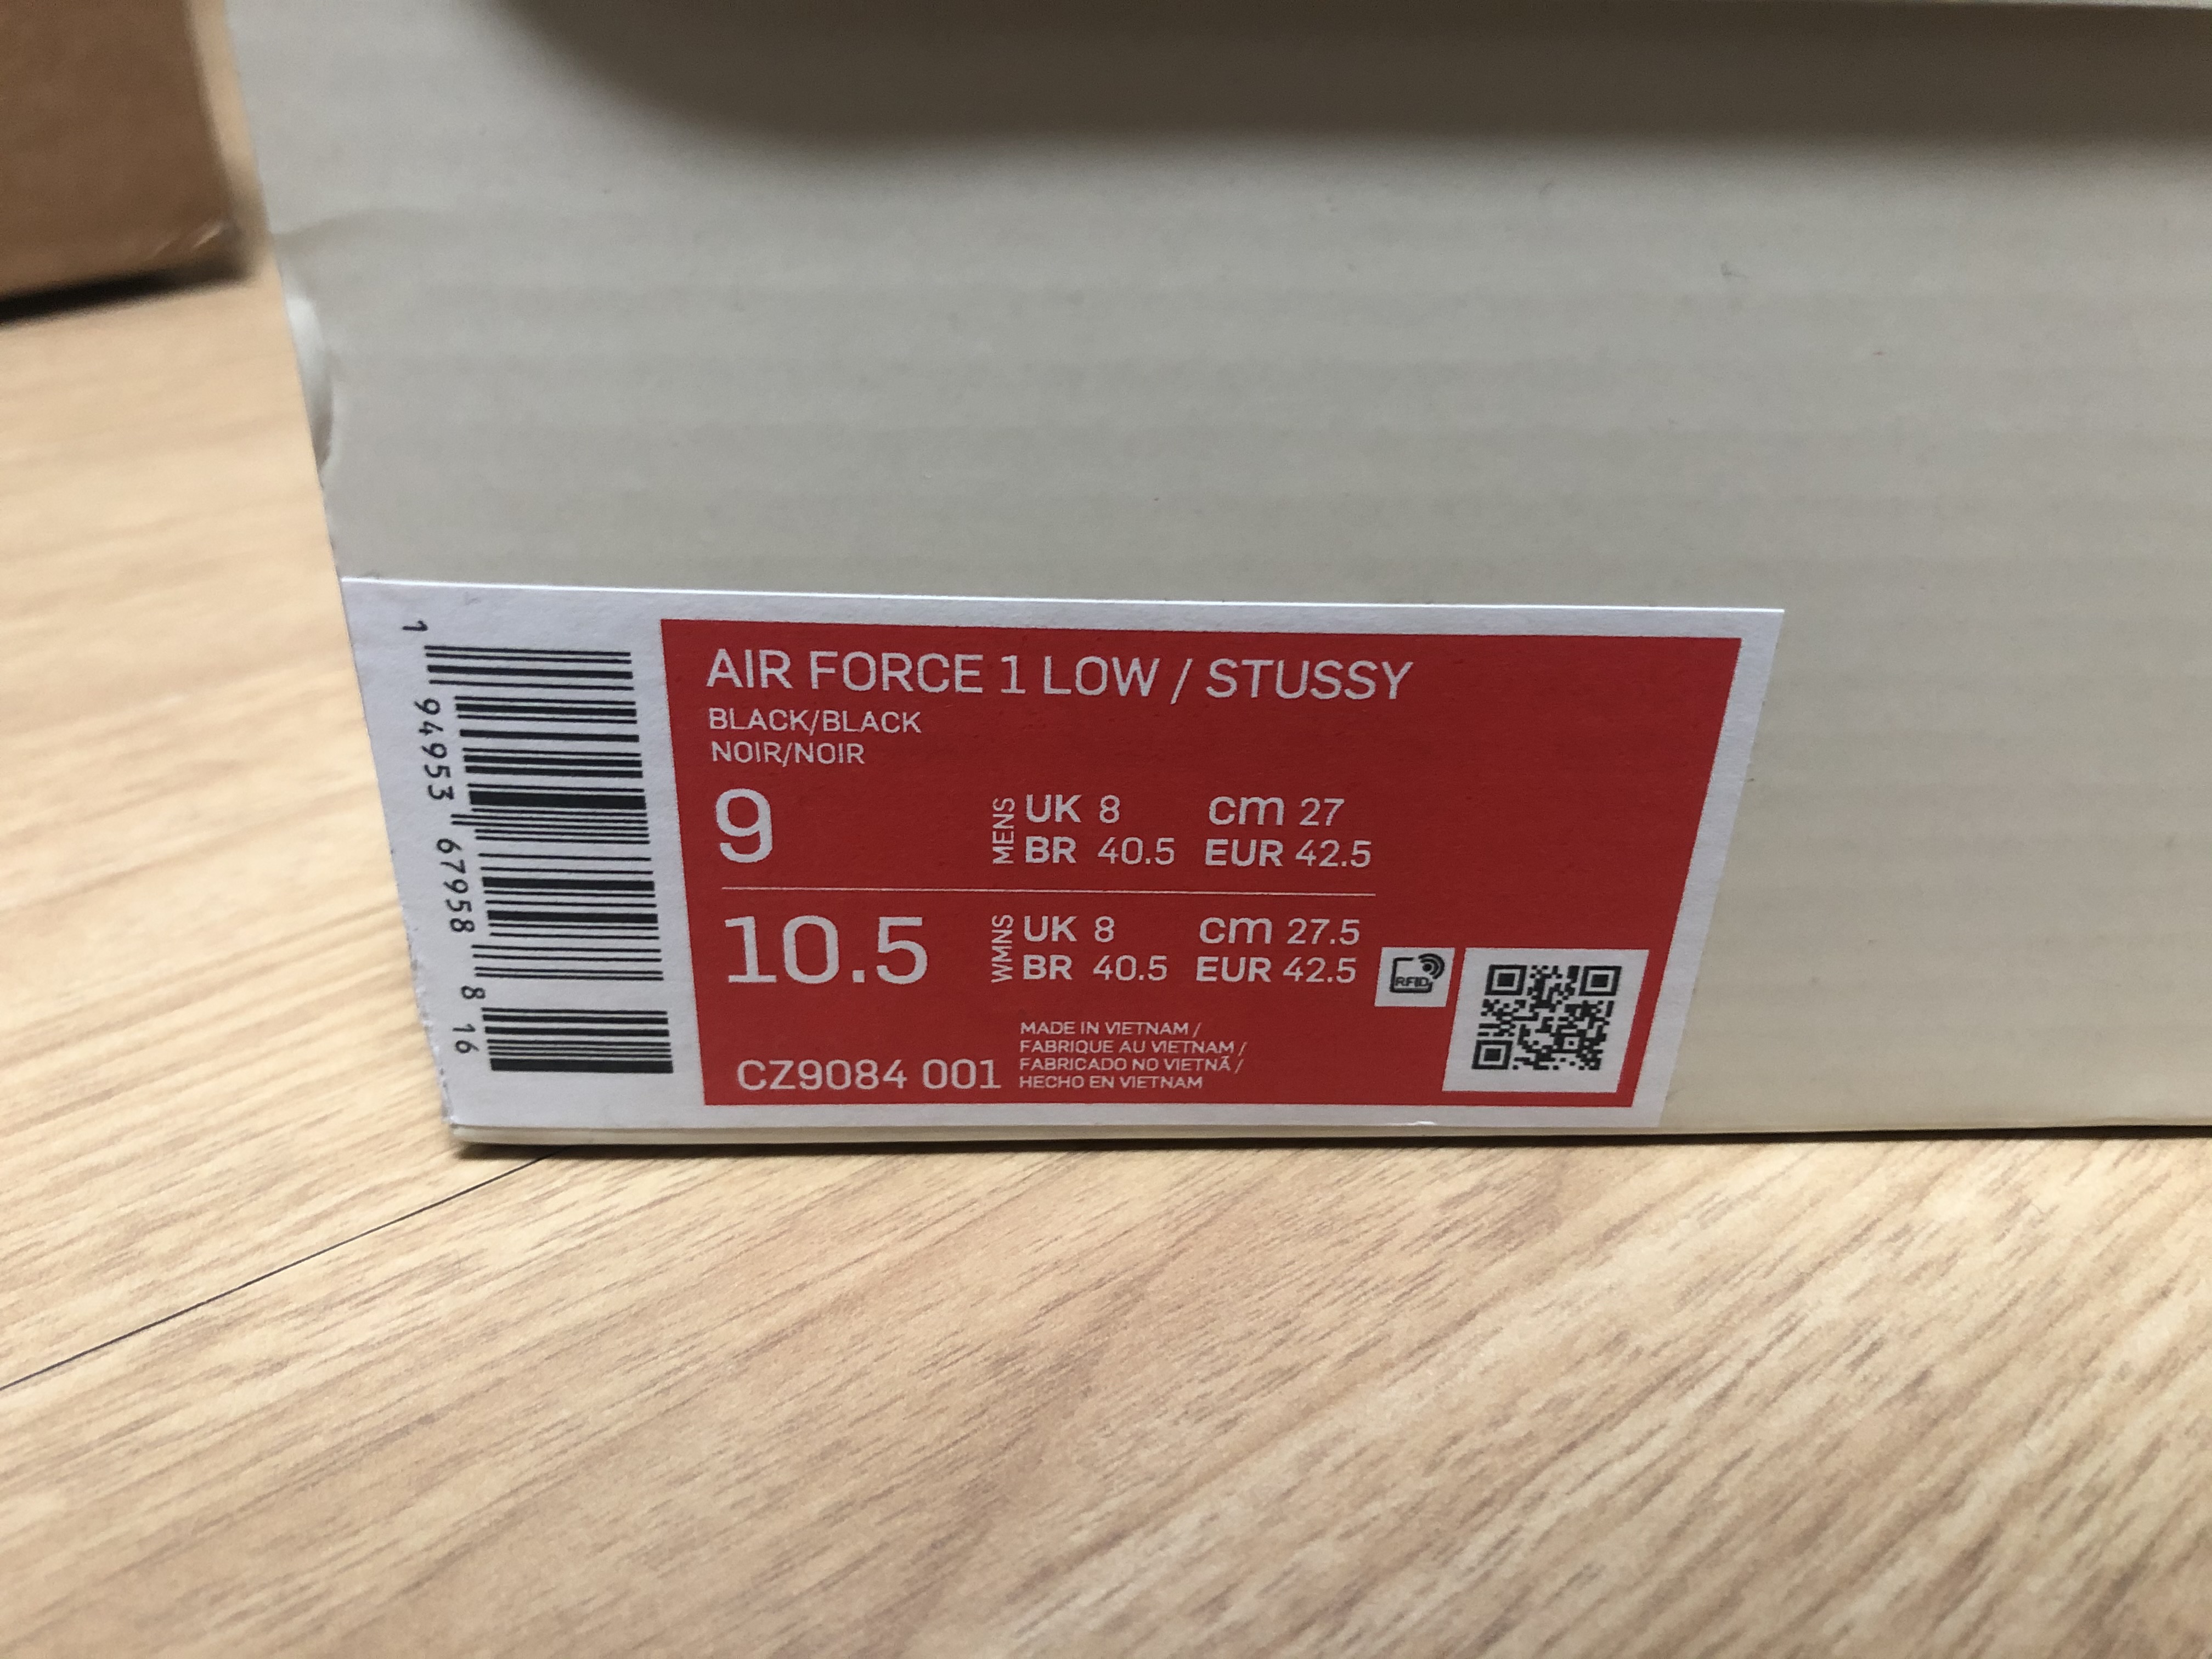 1 94953 67958 8 16
AIR FORCE 1 LOW / STUSSY
BLACK/BLACK
NOIR/NOIR
9 MENS UK 8 cm 27
BR 40.5 EUR 42.5
10.5 WMNS UK 8 cm 27.5
BR 40.5 EUR 42.5
RFID
CZ9084 001
MADE IN VIETNAM /
FABRIQUE AU VIETNAM /
FABRICADO NO VIETNÃ /
HECHO EN VIETNAM